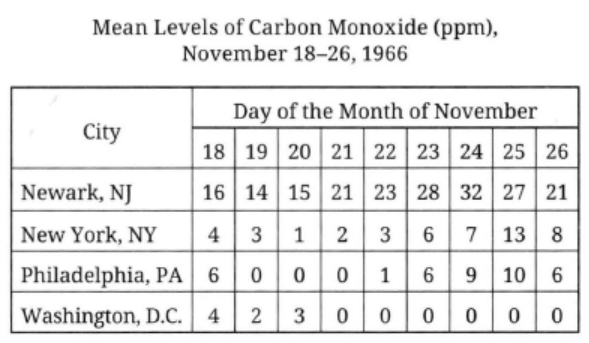 Mean Levels of Carbon Monoxide (ppm),
November 18–26, 1966
City
Day of the Month of November
18 19 20 21 22 23 24 25 26
Newark, NJ 16 14 15 21 23 28 32 27 21
New York, NY 4 3 1 2 3 6 7 13 8
Philadelphia, PA 6 0 0 0 1 6 9 10 6
Washington, D.C. 4 2 3 0 0 0 0 0 0